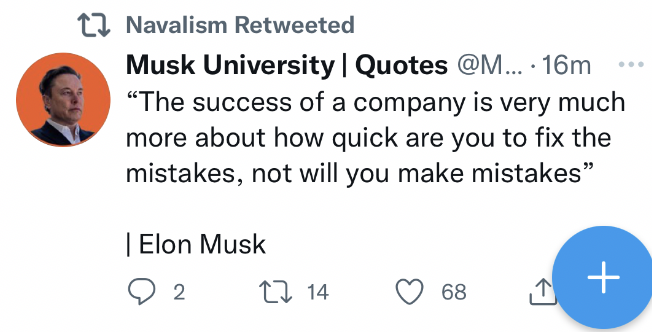 Navalism Retweeted
Musk University | Quotes @M... · 16m
“The success of a company is very much
more about how quick are you to fix the
mistakes, not will you make mistakes”
| Elon Musk
2 14 68